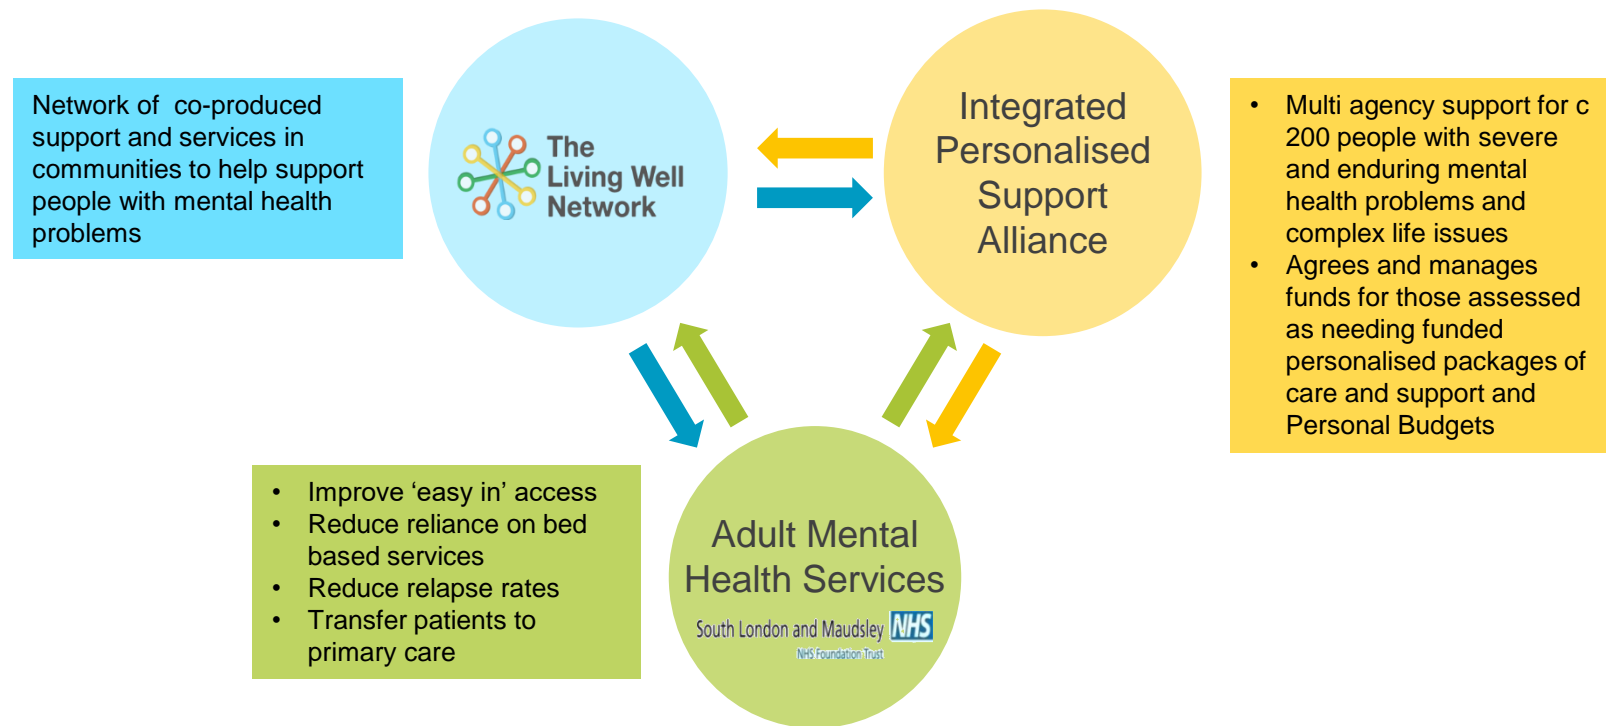 Network of co-produced
support and services in
communities to help support
people with mental health
problems
The
Living Well
Network
Integrated
Personalised
Support
Alliance
• Multi agency support for c
200 people with severe
and enduring mental
health problems and
complex life issues
• Agrees and manages
funds for those assessed
as needing funded
personalised packages of
care and support and
Personal Budgets
• Improve ‘easy in’ access
• Reduce reliance on bed
based services
• Reduce relapse rates
• Transfer patients to
primary care
Adult Mental
Health Services
South London and Maudsley NHS
NHS Foundation Trust